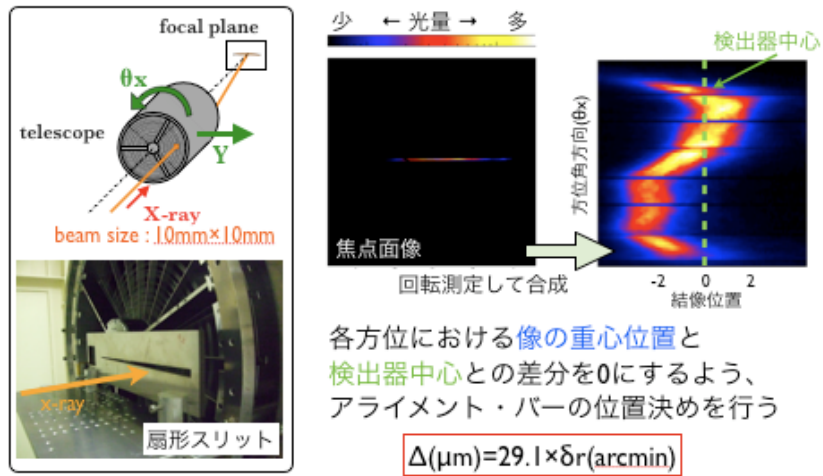 focal plane
θx
telescope
Y
X-ray
beam size : 10mm×10mm
x-ray
扇形スリット
少 ← 光量 → 多
焦点面像
検出器中心
方位角方向(θx)
-2 0 2
結像位置
回転測定して合成
各方位における像の重心位置と
検出器中心との差分を0にするよう、
アライメント・バーの位置決めを行う
Δ(μm)=29.1×δr(arcmin)